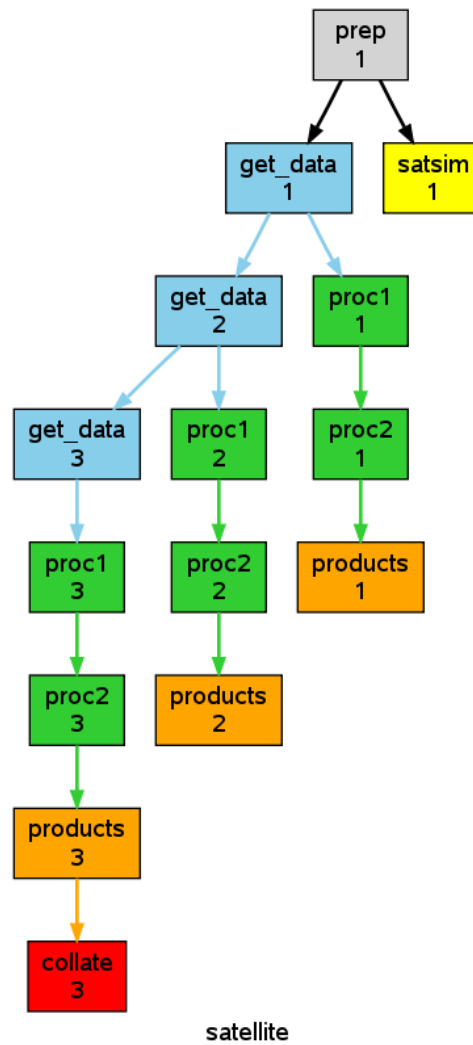 prep
1
get_data
1
satsim
1
get_data
2
proc1
1
get_data
3
proc1
2
proc2
1
proc1
3
proc2
2
products
1
proc2
3
products
2
products
3
collate
3
satellite